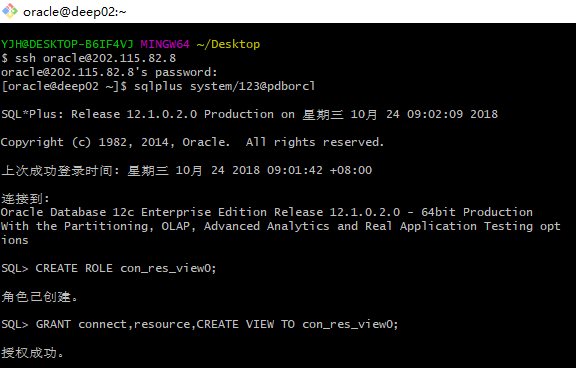 oracle@deep02:~
YJH@DESKTOP-B6IF4VJ MINGW64 ~/Desktop
$ ssh oracle@202.115.82.8
oracle@202.115.82.8's password:
[oracle@deep02 ~]$ sqlplus system/123@pdborcl
SQL*Plus: Release 12.1.0.2.0 Production on 星期三 10月 24 09:02:09 2018
Copyright (c) 1982, 2014, Oracle.  All rights reserved.
上次成功登录时间: 星期三 10月 24 2018 09:01:42 +08:00
连接到:
Oracle Database 12c Enterprise Edition Release 12.1.0.2.0 - 64bit Production
With the Partitioning, OLAP, Advanced Analytics and Real Application Testing opt
ions
SQL> CREATE ROLE con_res_view0;
角色已创建。
SQL> GRANT connect,resource,CREATE VIEW TO con_res_view0;
授权成功。